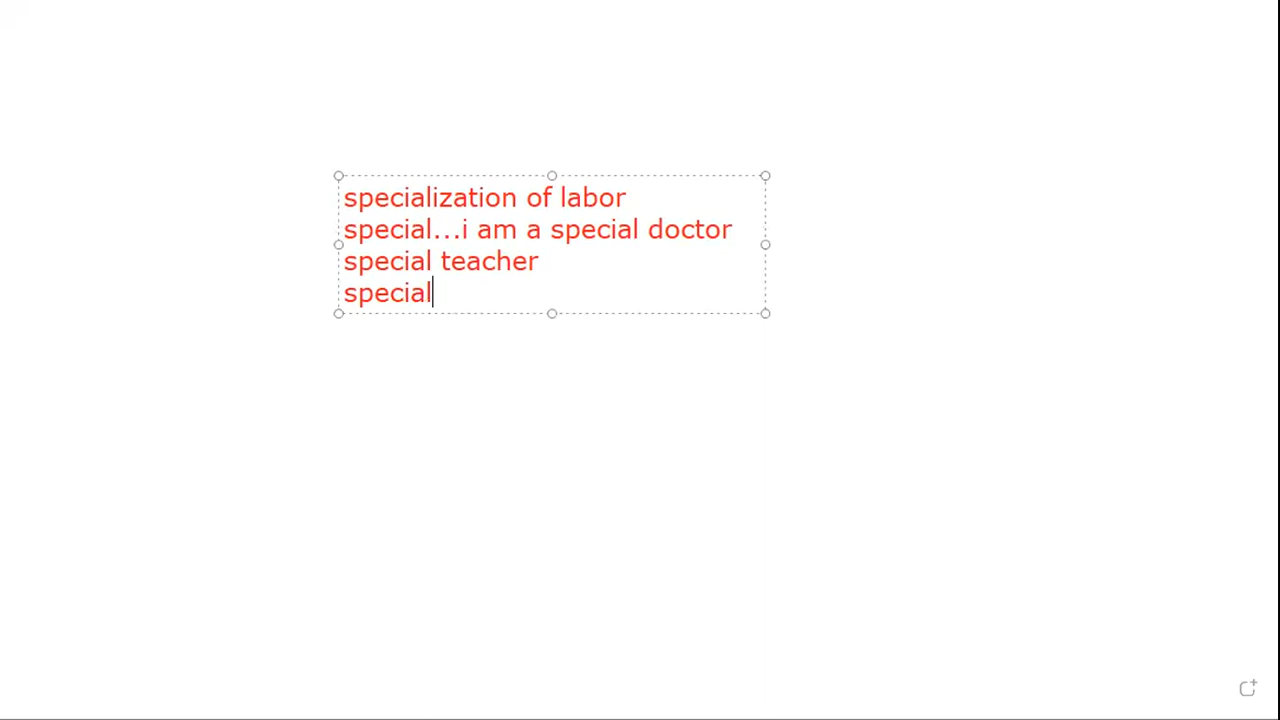 specialization of labor
special...i am a special doctor
special teacher
special